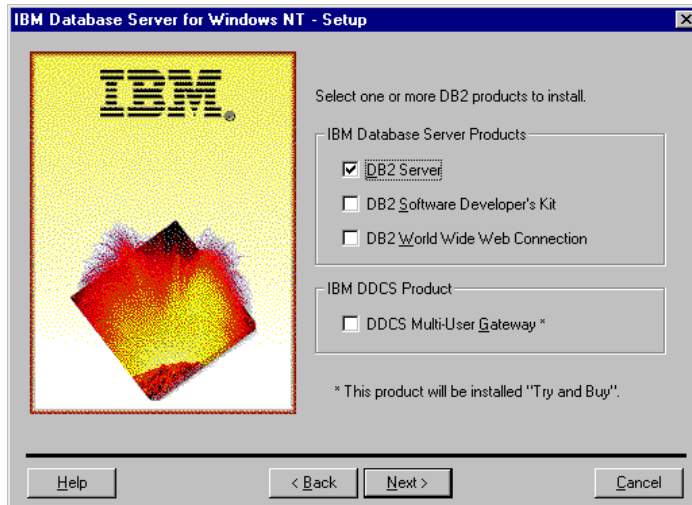 IBM Database Server for Windows NT - Setup
IBM®
Select one or more DB2 products to install.
IBM Database Server Products
DB2 Server
DB2 Software Developer's Kit
DB2 World Wide Web Connection
IBM DDCS Product
DDCS Multi-User Gateway *
* This product will be installed "Try and Buy".
Help
< Back
Next >
Cancel